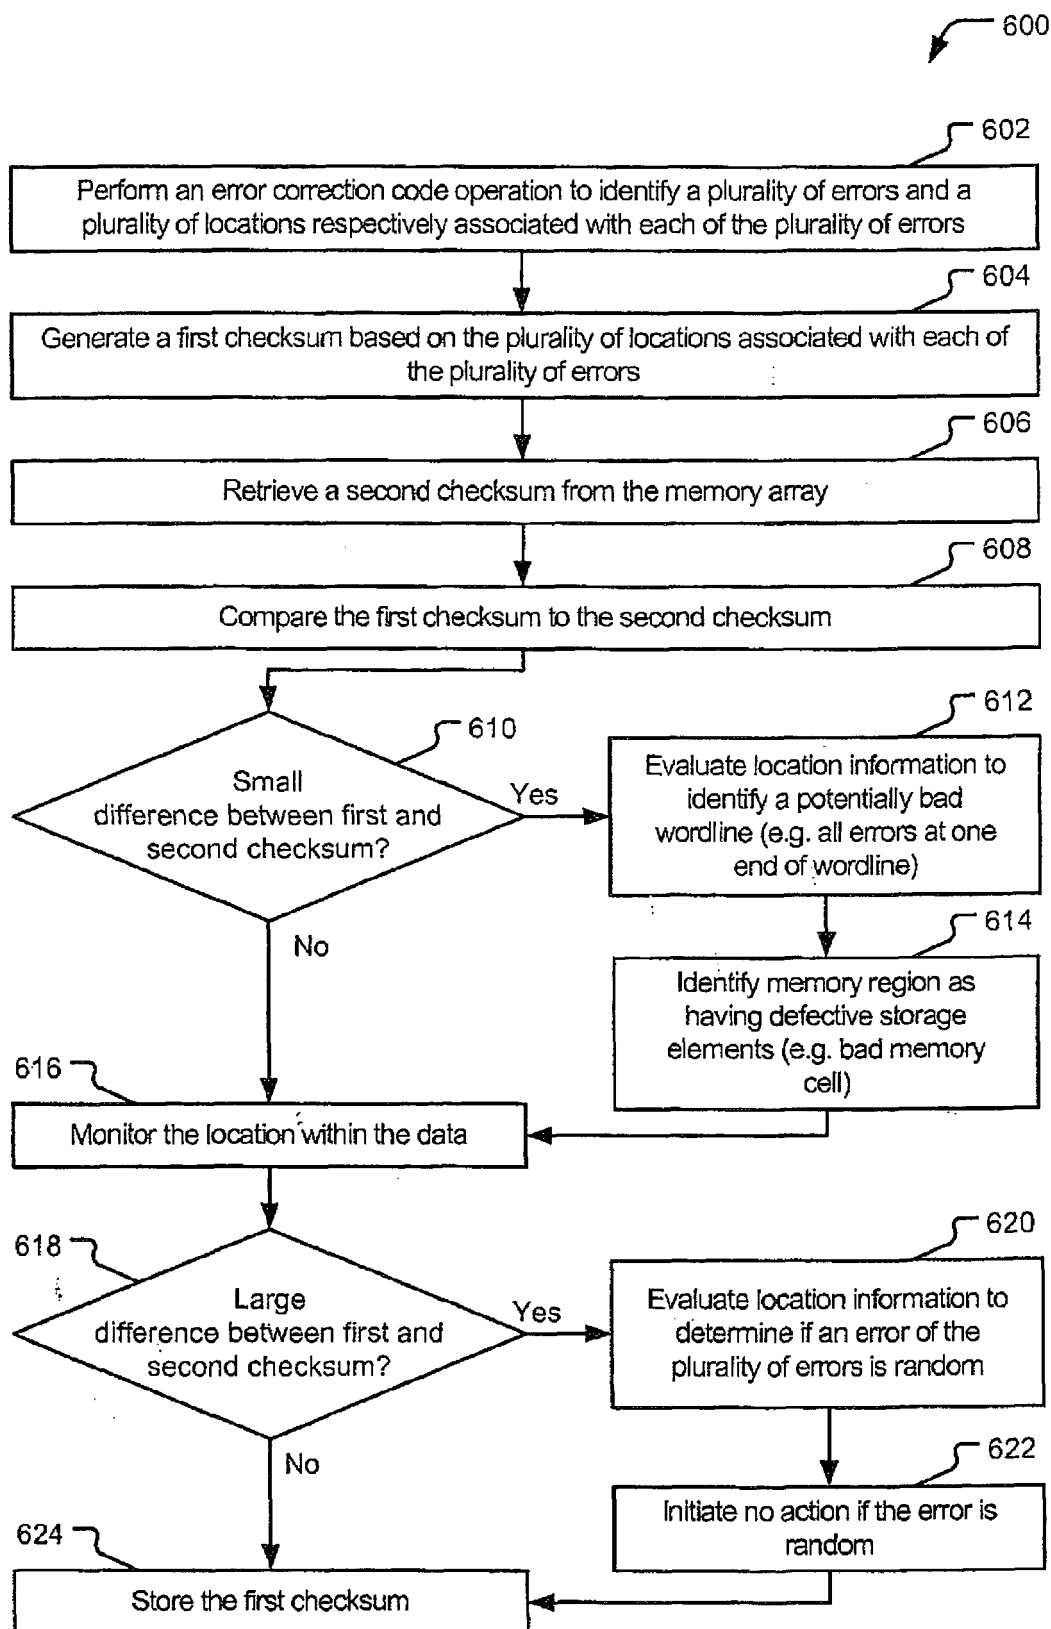 600
602
Perform an error correction code operation to identify a plurality of errors and a
plurality of locations respectively associated with each of the plurality of errors
604
Generate a first checksum based on the plurality of locations associated with each of
the plurality of errors
606
Retrieve a second checksum from the memory array
608
Compare the first checksum to the second checksum
610
Small
difference between first and
second checksum?
Yes
No
612
Evaluate location information to
identify a potentially bad
wordline (e.g. all errors at one
end of wordline)
614
Identify memory region as
having defective storage
elements (e.g. bad memory
cell)
616
Monitor the location within the data
618
Large
difference between first and
second checksum?
Yes
No
620
Evaluate location information to
determine if an error of the
plurality of errors is random
622
Initiate no action if the error is
random
624
Store the first checksum